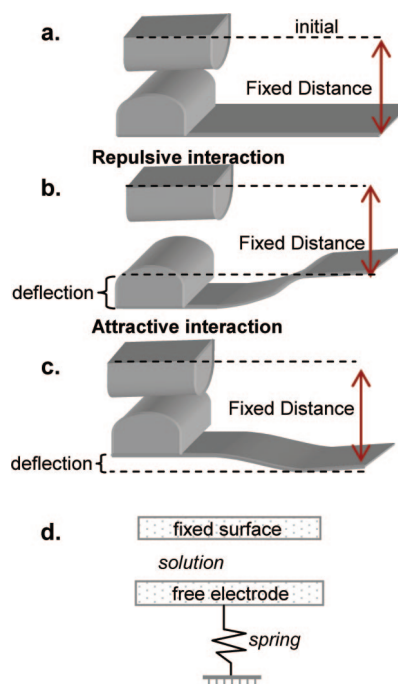 a.
initial
Fixed Distance
Repulsive interaction
b.
Fixed Distance
deflection
Attractive interaction
c.
Fixed Distance
deflection
d.
fixed surface
solution
free electrode
spring